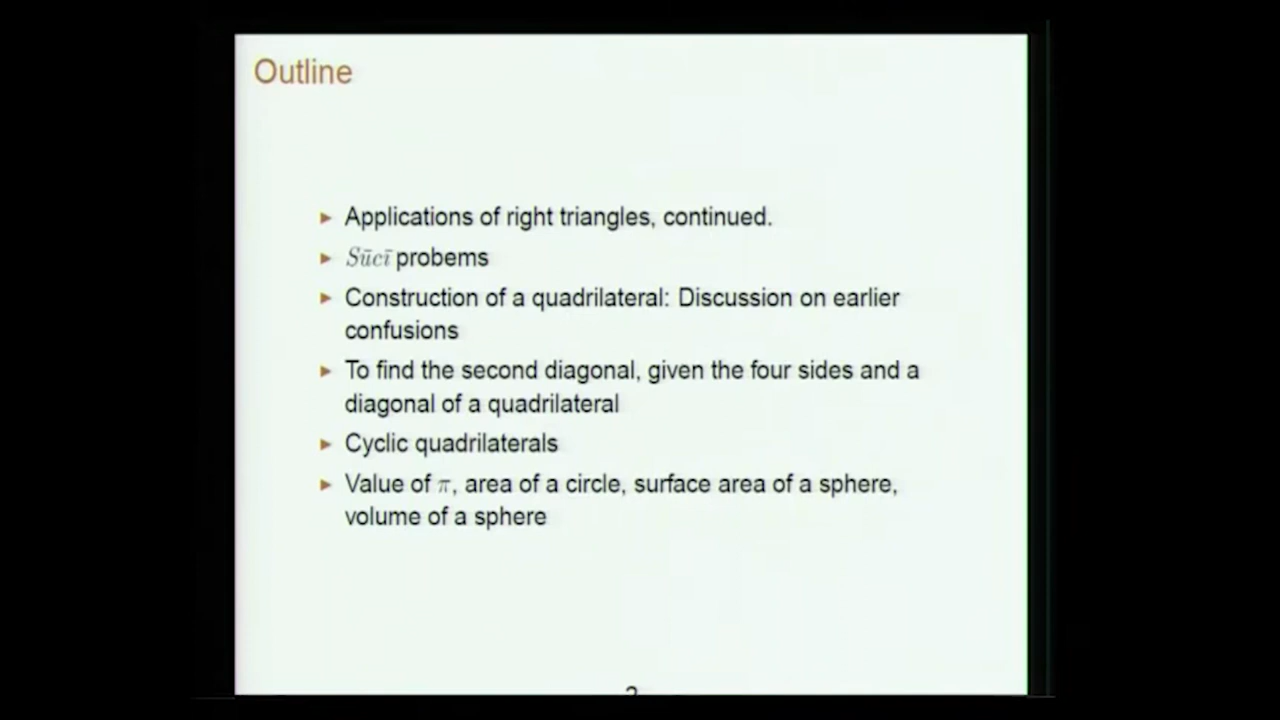 Outline
▸ Applications of right triangles, continued.
▸ Sūcī probems
▸ Construction of a quadrilateral: Discussion on earlier
confusions
▸ To find the second diagonal, given the four sides and a
diagonal of a quadrilateral
▸ Cyclic quadrilaterals
▸ Value of π, area of a circle, surface area of a sphere,
volume of a sphere